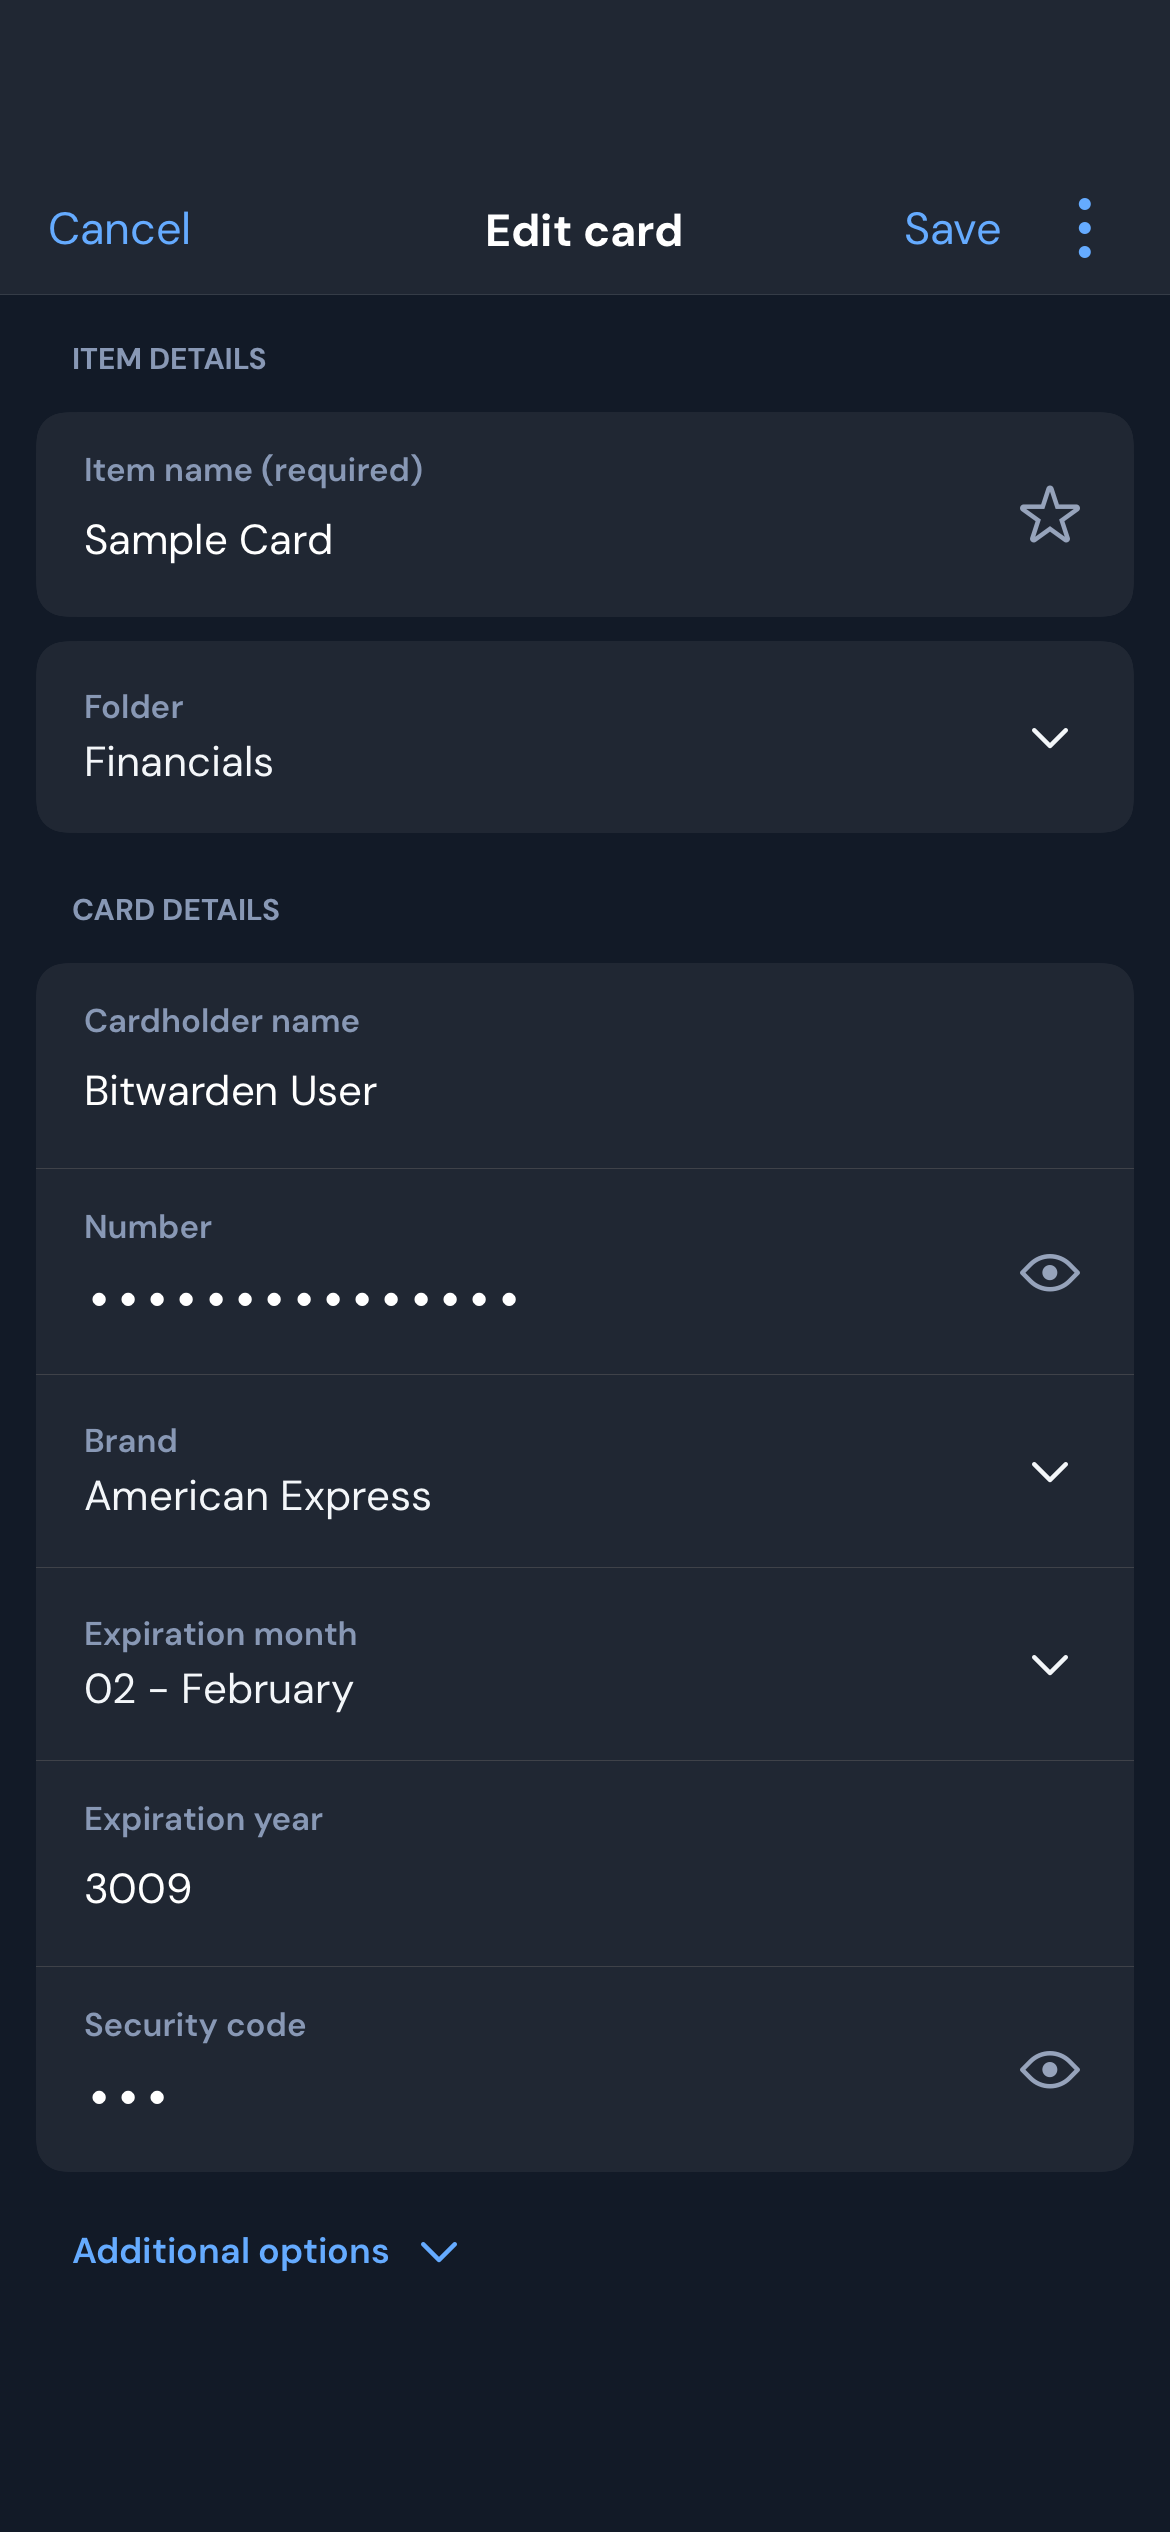 Cancel
Edit card
Save
ITEM DETAILS
Item name (required)
Sample Card
Folder
Financials
CARD DETAILS
Cardholder name
Bitwarden User
Number
•••••••••••••••
Brand
American Express
Expiration month
02 - February
Expiration year
3009
Security code
•••
Additional options